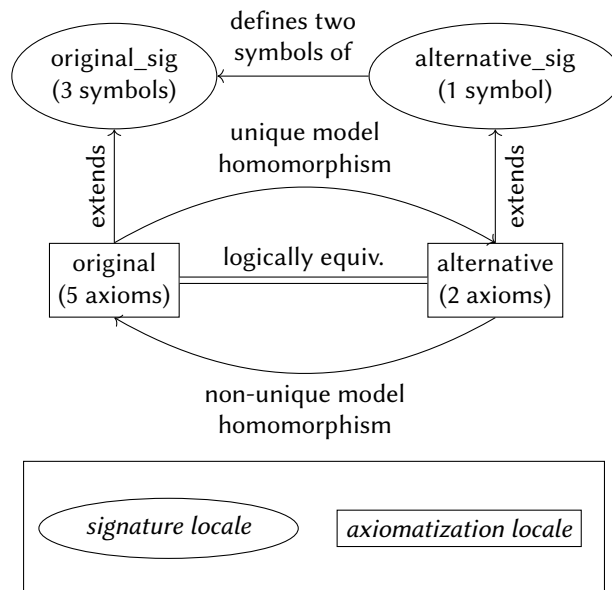 defines two
symbols of
original_sig
(3 symbols)
alternative_sig
(1 symbol)
extends
unique model
homomorphism
extends
original
(5 axioms)
logically equiv.
alternative
(2 axioms)
non-unique model
homomorphism
signature locale
axiomatization locale